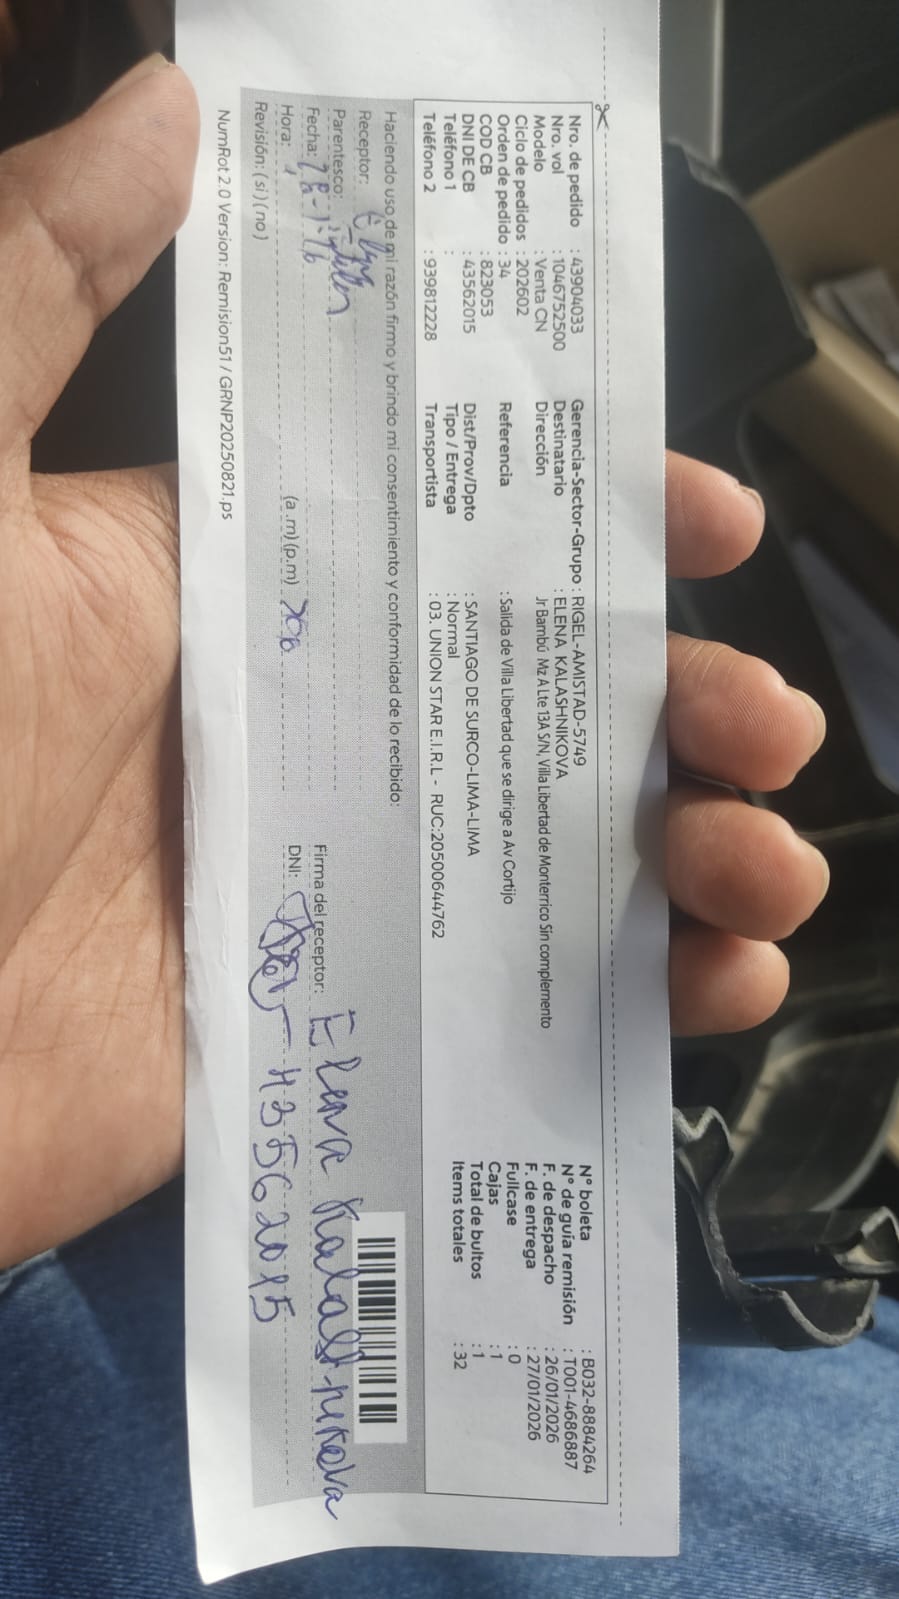 Nro. de pedido : 43904033
Nro. vol : 1046752500
Modelo : Venta CN
Ciclo de pedidos : 202602
Orden de pedido : 34
COD CB : 823053
DNI DE CB : 43562015
Teléfono 1 :
Teléfono 2 : 939812228
Gerencia-Sector-Grupo : RIGEL-AMISTAD-5749
Destinatario : ELENA KALASHNIKOVA
Dirección Jr Bambú Mz A Lte 13A S/N, Villa Libertad de Monterrico Sin complemento
Referencia : Salida de Villa Libertad que se dirige a Av Cortijo
Dist/Prov/Dpto : SANTIAGO DE SURCO-LIMA-LIMA
Tipo / Entrega : Normal
Transportista : 03. UNION STAR E.I.R.L - RUC:20500644762
N° boleta : B032-8884264
N° de guía remisión : T001-4686887
F. de despacho : 26/01/2026
F. de entrega : 27/01/2026
Fullcase : 0
Cajas : 1
Total de bultos : 1
Items totales : 32
Haciendo uso de mi razón firmo y brindo mi consentimiento y conformidad de lo recibido:
Receptor:
Parentesco:
Fecha:
Hora: (a .m) (p.m)
Revisión: ( si ) ( no )
Firma del receptor: Elena Kalashnikova
DNI: 43562015
NumRot 2.0 Version: Remision51 / GRNP20250821.ps